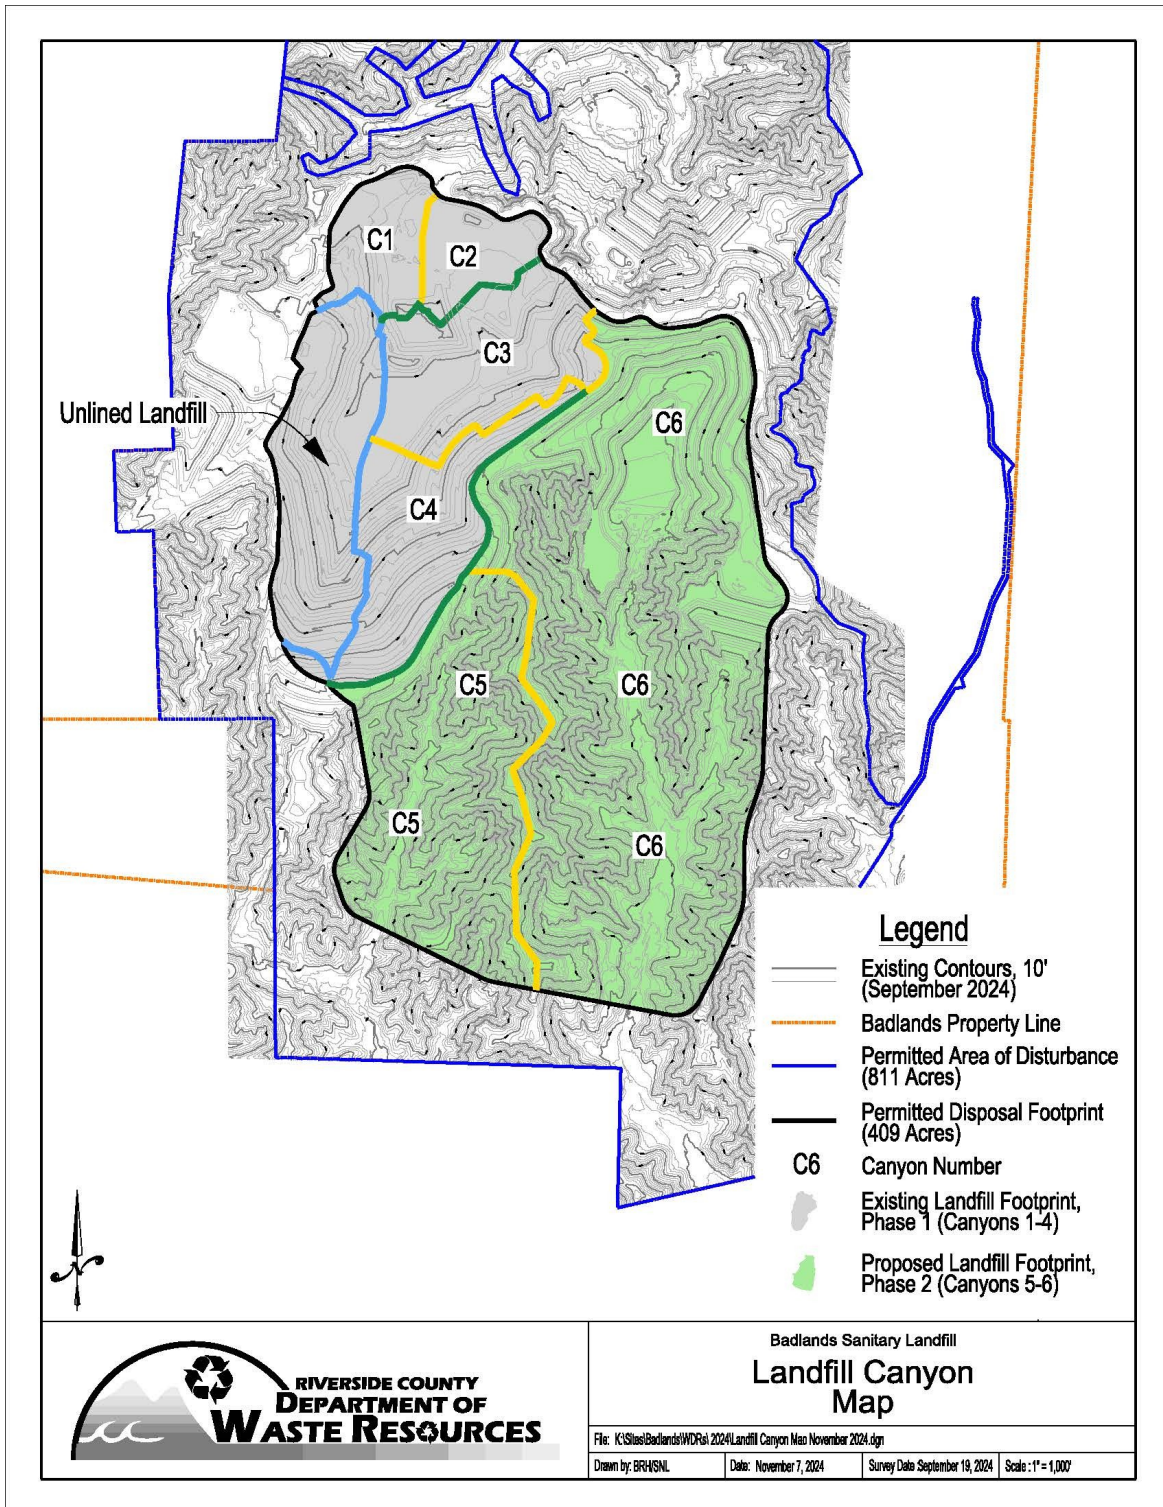 C1
C2
C3
C6
Unlined Landfill
C4
C5
C6
C5
C6
Legend
Existing Contours, 10'
(September 2024)
Badlands Property Line
Permitted Area of Disturbance
(811 Acres)
Permitted Disposal Footprint
(409 Acres)
C6
Canyon Number
Existing Landfill Footprint,
Phase 1 (Canyons 1-4)
Proposed Landfill Footprint,
Phase 2 (Canyons 5-6)
N
RIVERSIDE COUNTY
DEPARTMENT OF
WASTE RESOURCES
Badlands Sanitary Landfill
Landfill Canyon
Map
File: K:\Sites\Badlands\WDRs\ 2024\Landfill Canyon Map November 2024.dgn
Drawn by: BRH/SNL
Date: November 7, 2024
Survey Date: September 19, 2024
Scale : 1" = 1,000'